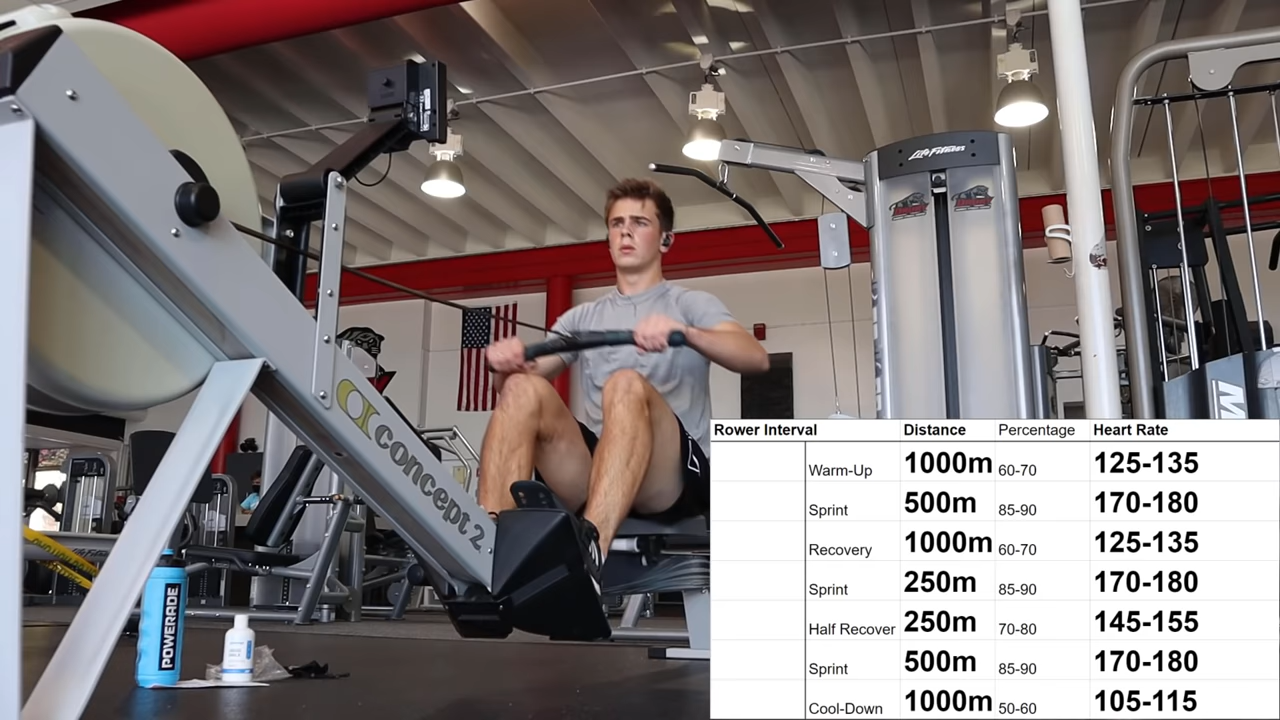 Life Fitness
concept 2
POWERADE
M
Rower Interval Distance Percentage Heart Rate
Warm-Up 1000m 60-70 125-135
Sprint 500m 85-90 170-180
Recovery 1000m 60-70 125-135
Sprint 250m 85-90 170-180
Half Recover 250m 70-80 145-155
Sprint 500m 85-90 170-180
Cool-Down 1000m 50-60 105-115